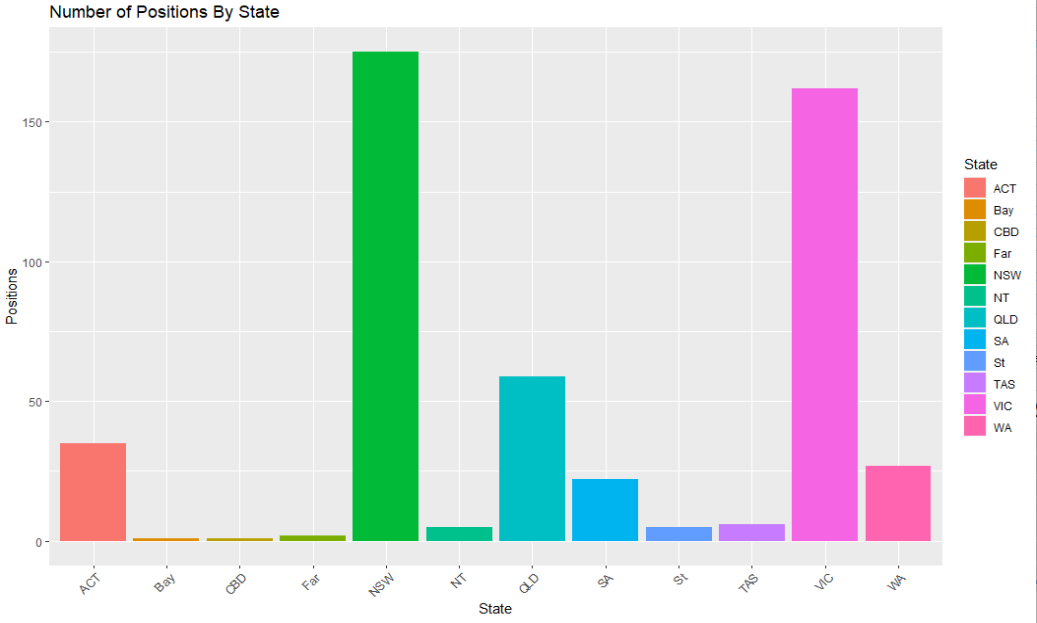 Number of Positions By State
Positions
150
100
50
0
ACT
Bay
CBD
Far
NSW
NT
QLD
SA
St
TAS
VIC
WA
State
State
ACT
Bay
CBD
Far
NSW
NT
QLD
SA
St
TAS
VIC
WA